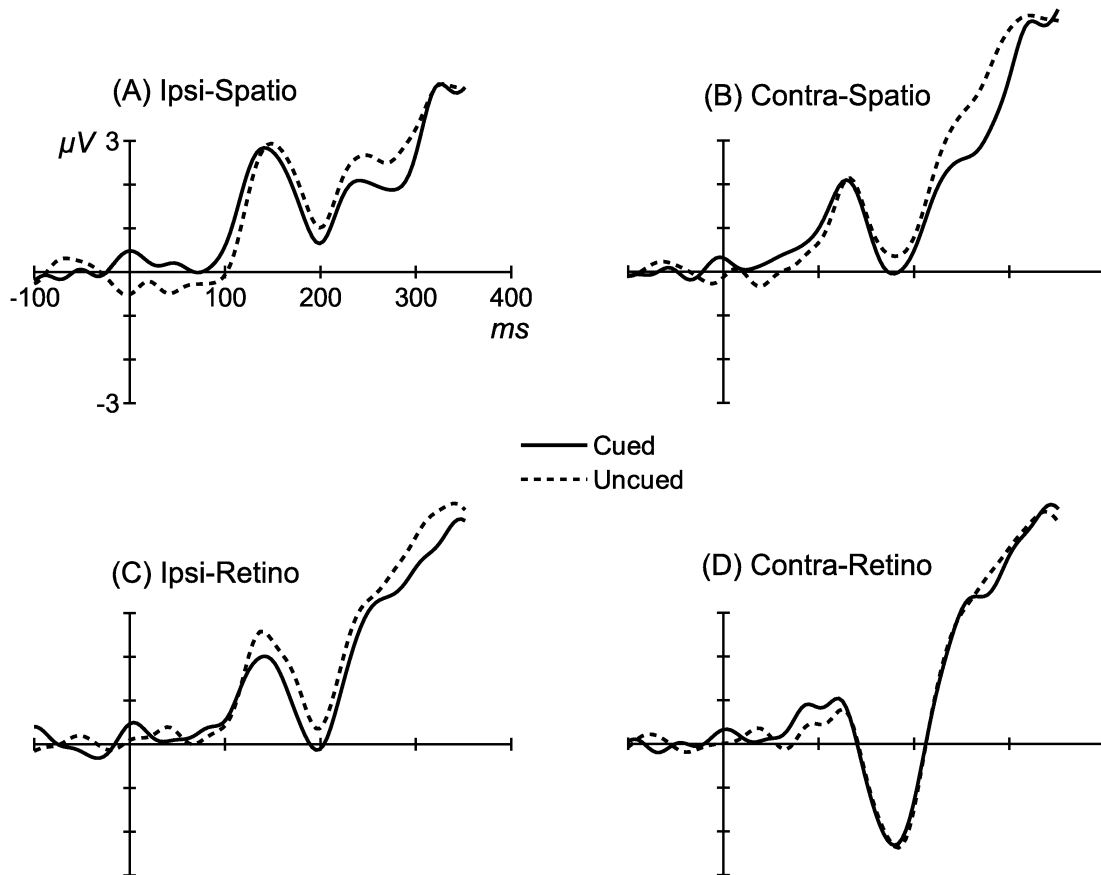 (A) Ipsi-Spatio
(B) Contra-Spatio
µV 3
-100 100 200 300 400
ms
-3
Cued
Uncued
(C) Ipsi-Retino
(D) Contra-Retino